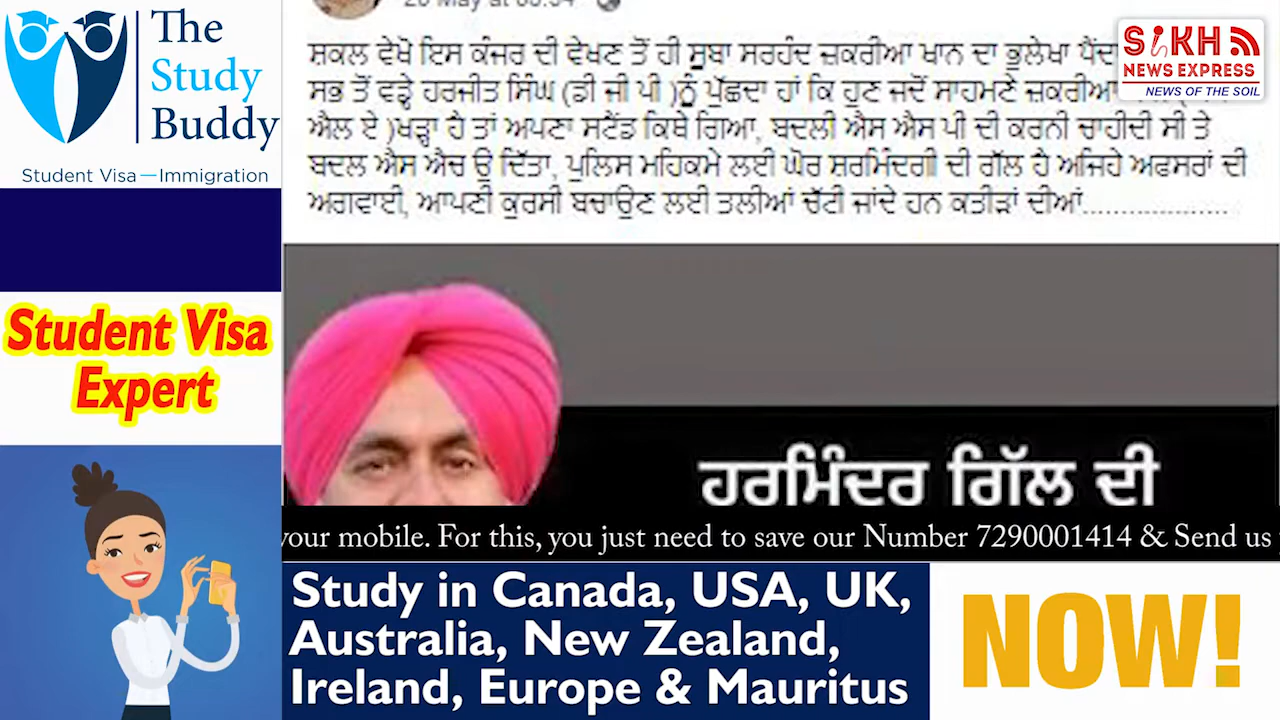 The
Study
Buddy
Student Visa—Immigration
Student Visa
Expert
SIKH
NEWS EXPRESS
NEWS OF THE SOIL
ਸ਼ਕਲ ਵੇਖੋ ਇਸ ਕੰਜਰ ਦੀ ਵੇਖਣ ਤੋਂ ਹੀ ਸੂਬਾ ਸਰਹੰਦ ਜ਼ਕਰੀਆ ਖਾਨ ਦਾ ਭੁਲੇਖਾ ਪੈਂਦਾ
ਸਭ ਤੋਂ ਵੜ੍ਹੇ ਹਰਜੀਤ ਸਿੰਘ (ਡੀ ਜੀ ਪੀ )ਨੂੰ ਪੁੱਛਦਾ ਹਾਂ ਕਿ ਹੁਣ ਜਦੋਂ ਸਾਹਮਣੇ ਜ਼ਕਰੀਆ
ਐਲ ਏ )ਖੜ੍ਹਾ ਹੈ ਤਾਂ ਅਪਣਾ ਸਟੈਂਡ ਕਿਥੇ ਗਿਆ, ਬਦਲੀ ਐਸ ਐਸ ਪੀ ਦੀ ਕਰਨੀ ਚਾਹੀਦੀ ਸੀ ਤੇ
ਬਦਲ ਐਸ ਐਚ ਉ ਦਿੱਤਾ, ਪੁਲਿਸ ਮਹਿਕਮੇ ਲਈ ਘੋਰ ਸ਼ਰਮਿੰਦਗੀ ਦੀ ਗੱਲ ਹੈ ਅਜਿਹੇ ਅਫਸਰਾਂ ਦੀ
ਅਗਵਾਈ, ਆਪਣੀ ਕੁਰਸੀ ਬਚਾਉਣ ਲਈ ਤਲੀਆਂ ਚੱਟੀ ਜਾਂਦੇ ਹਨ ਕਤੀੜਾਂ ਦੀਆਂ.....................
ਹਰਮਿੰਦਰ ਗਿੱਲ ਦੀ
your mobile. For this, you just need to save our Number 7290001414 & Send us
Study in Canada, USA, UK,
Australia, New Zealand,
Ireland, Europe & Mauritus
NOW!